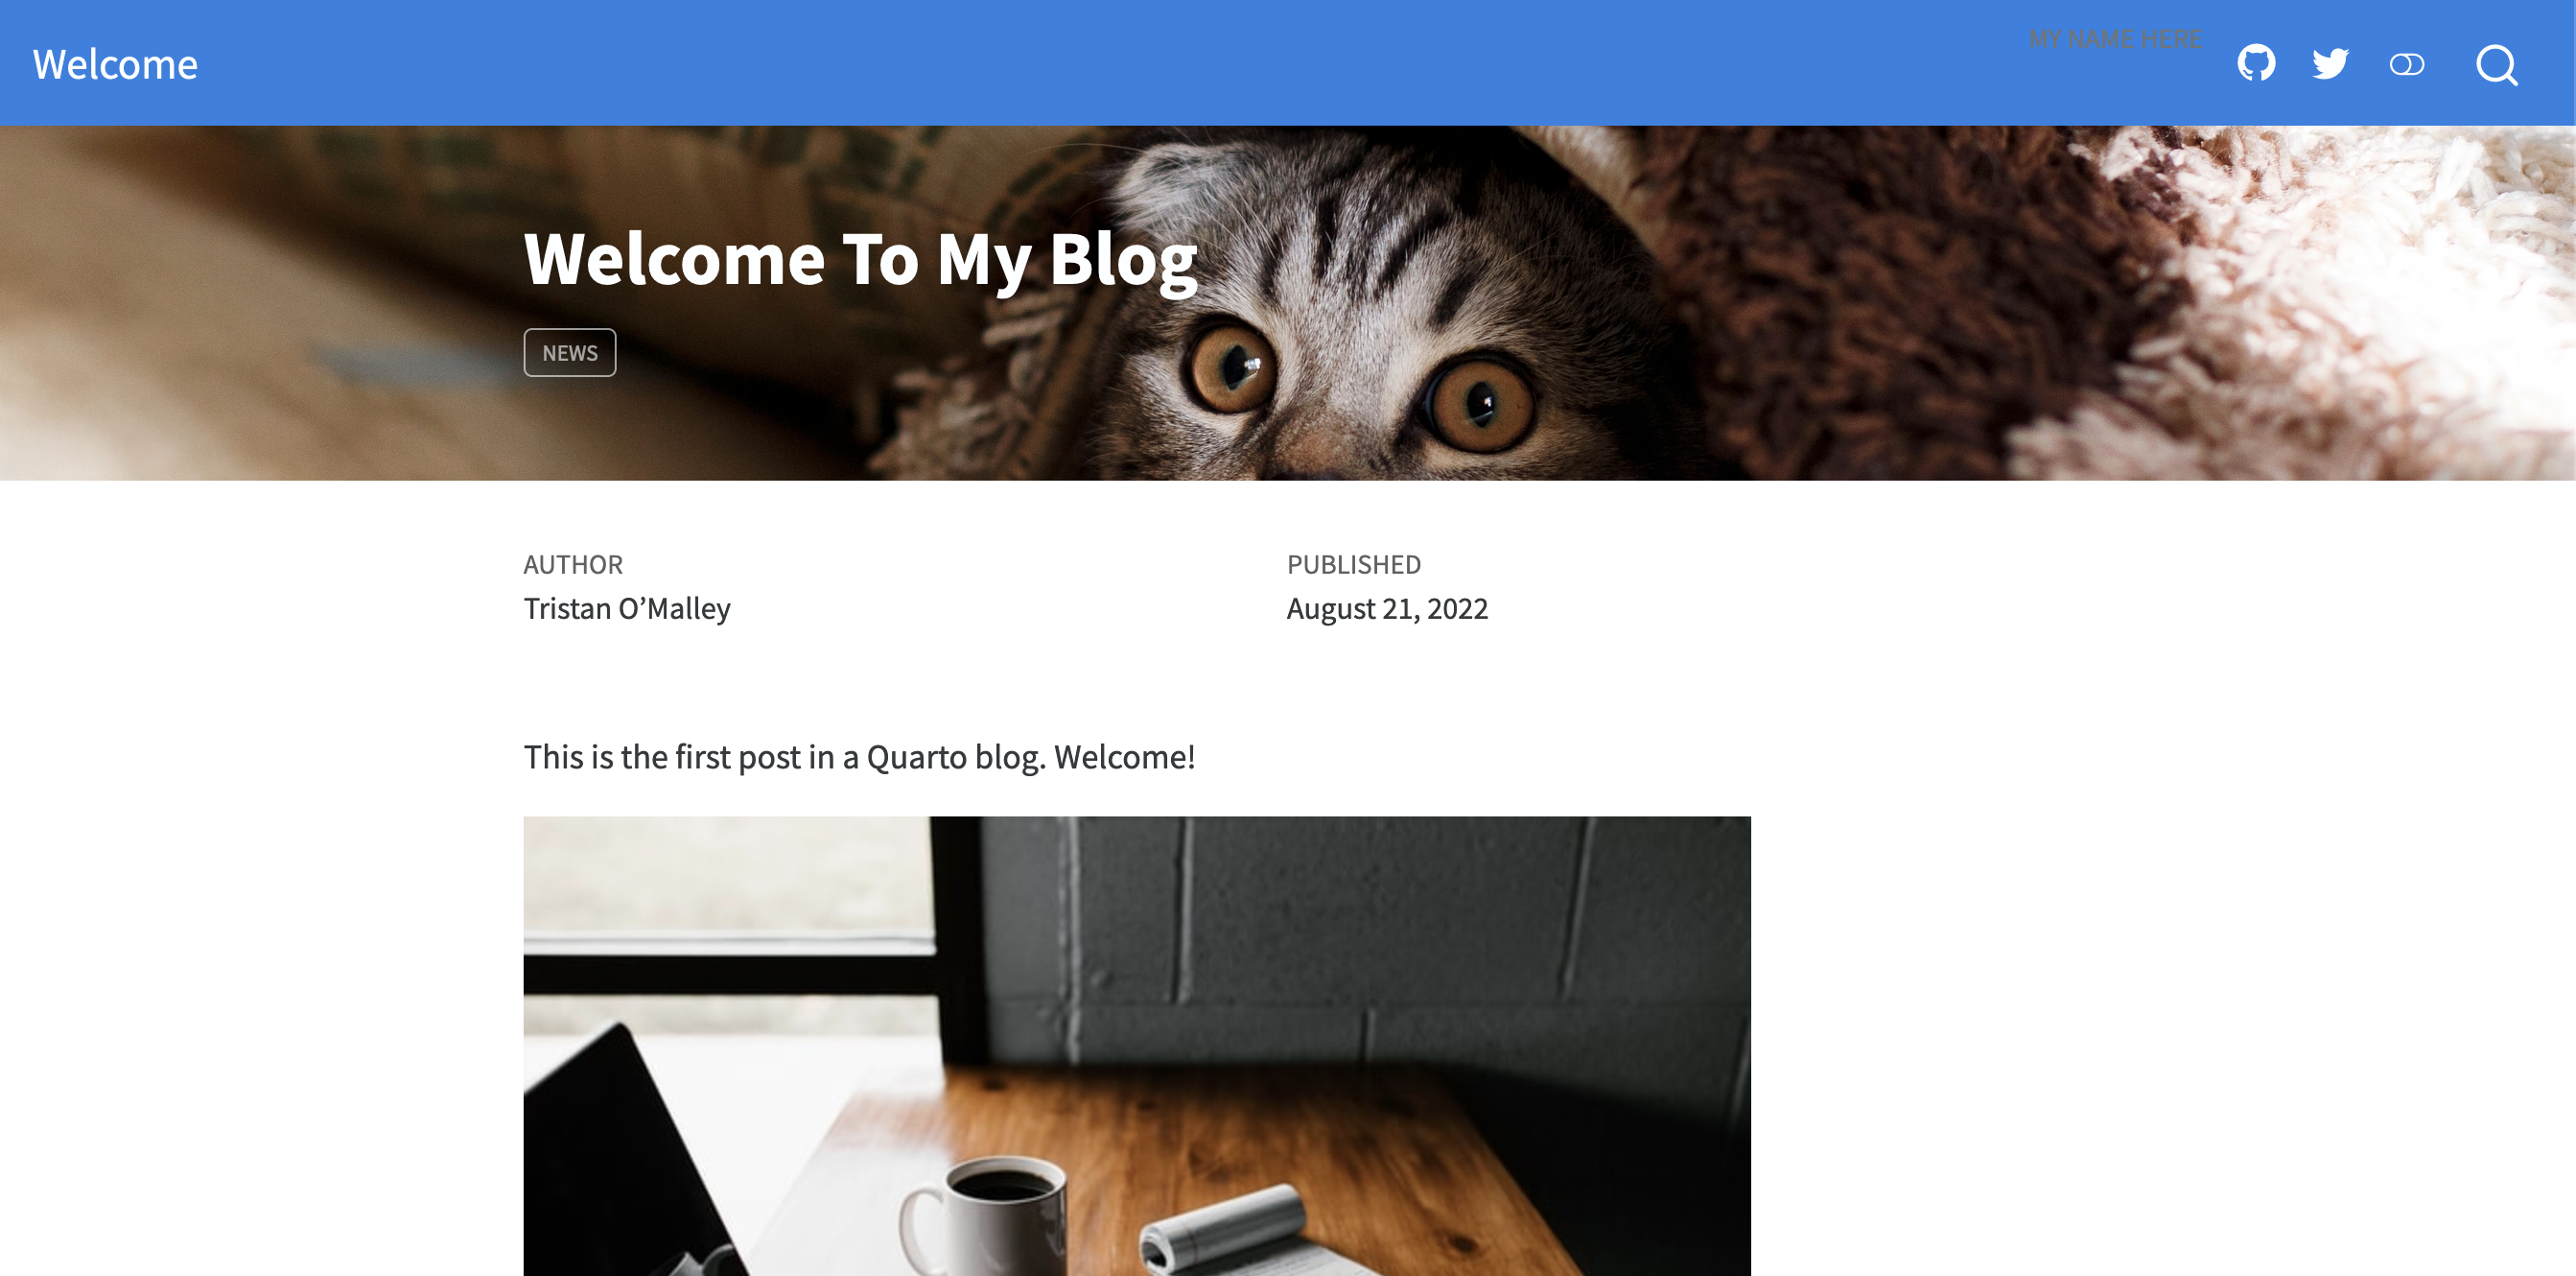 Welcome
MY NAME HERE
Welcome To My Blog
NEWS
AUTHOR
Tristan O’Malley
PUBLISHED
August 21, 2022
This is the first post in a Quarto blog. Welcome!